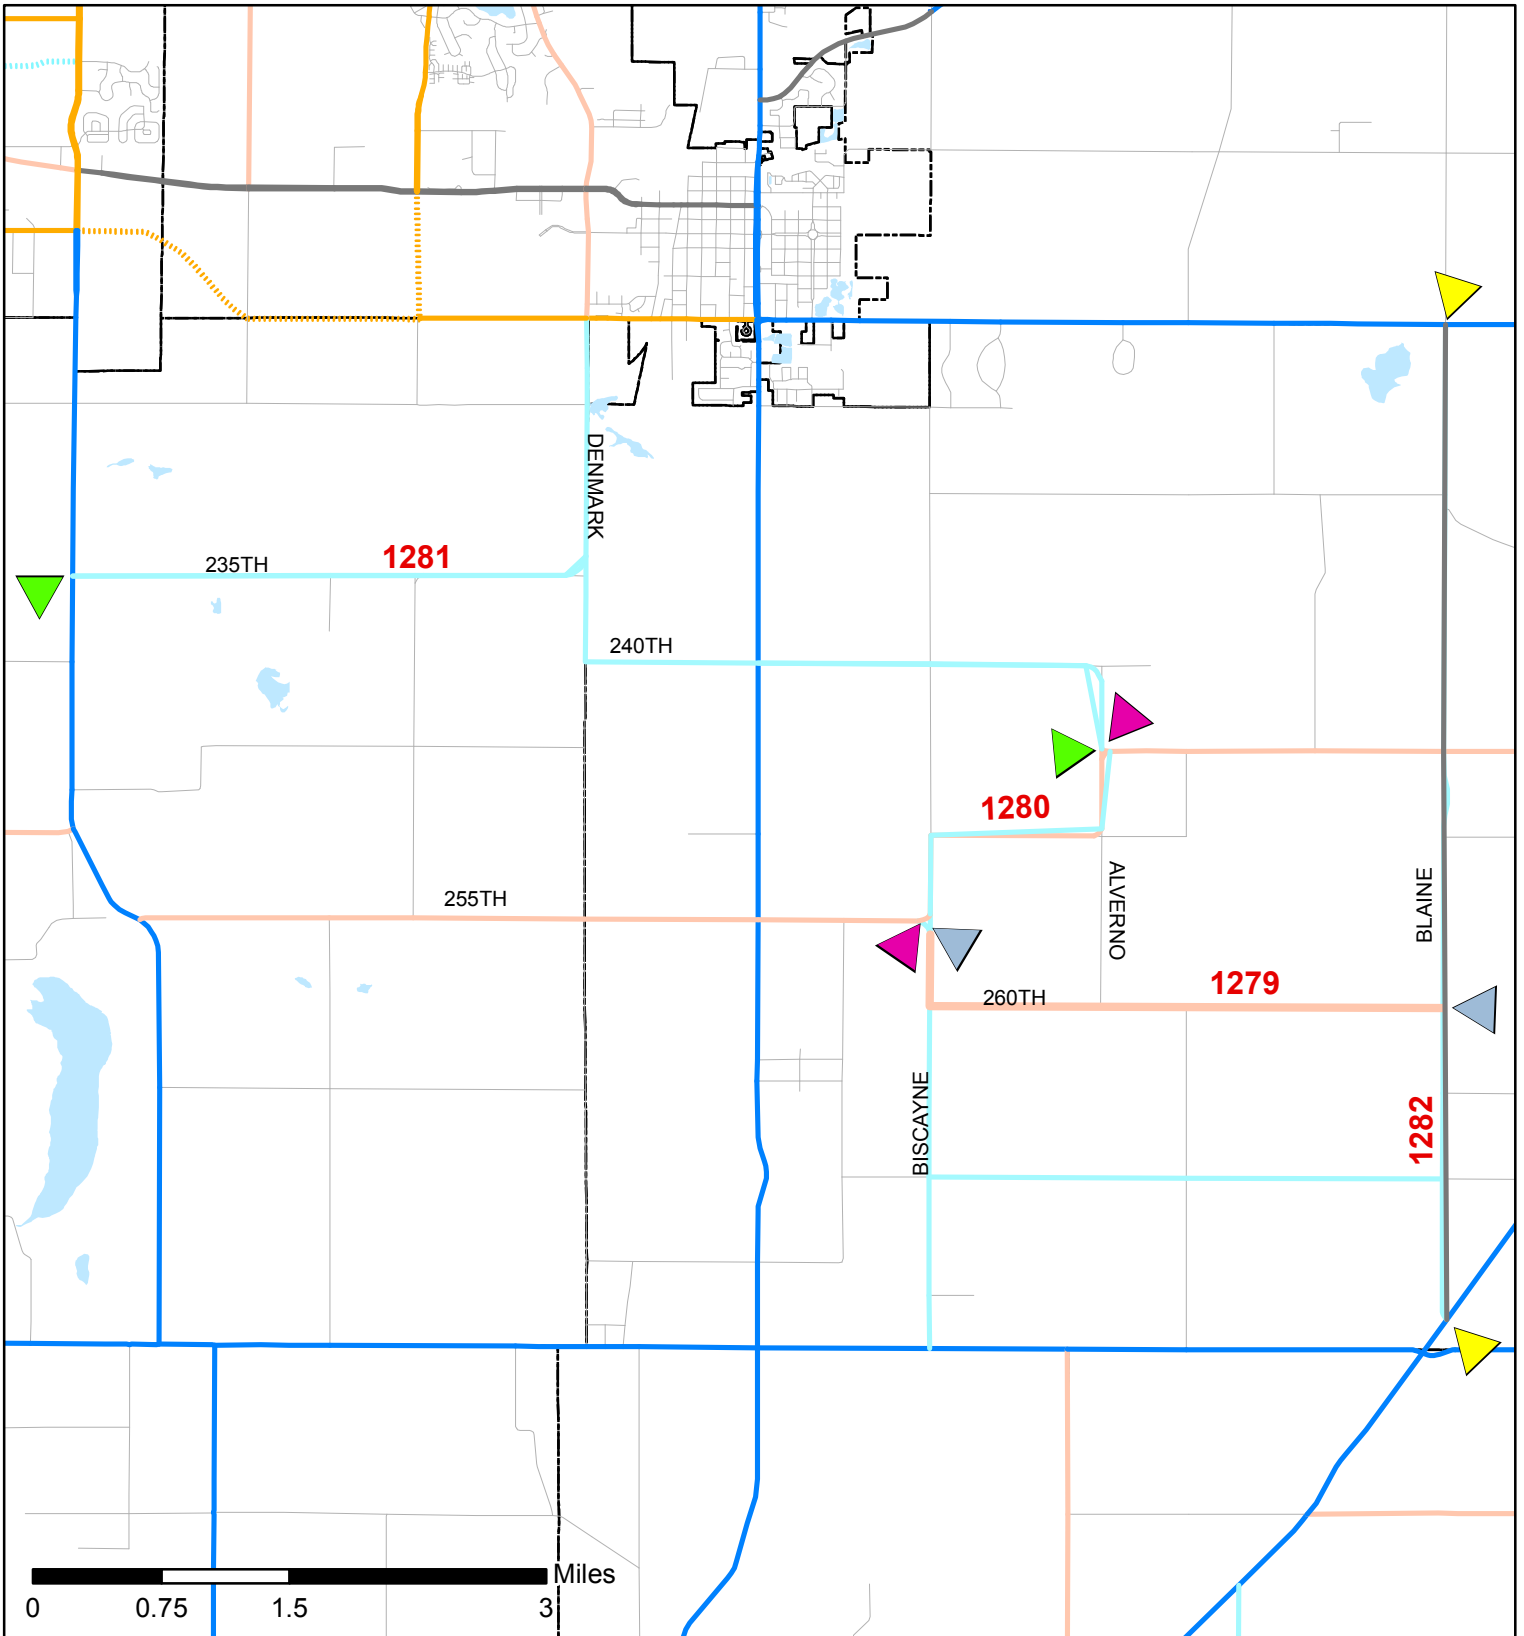 DENMARK
1281
235TH
240TH
1280
ALVERNO
BLAINE
255TH
1279
260TH
BISCAYNE
1282
Miles
0 0.75 1.5 3